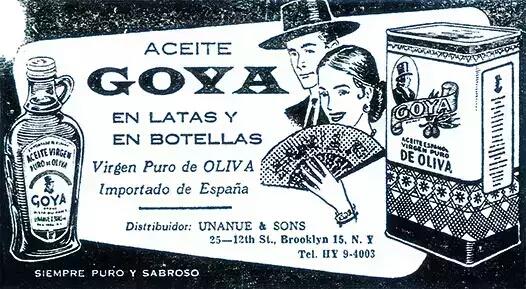 ACEITE
GOYA
EN LATAS Y
EN BOTELLAS
Virgen Puro de OLIVA
Importado de España
Distribuidor: UNANUE & SONS
25—12th St., Brooklyn 15, N. Y
Tel. HY 9-4003
SIEMPRE PURO Y SABROSO
ACEITE VIRGEN
PURO DE OLIVA
GOYA
UNANUE & SONS
GOYA
ACEITE ESPAÑOL
VIRGEN PURO
DE OLIVA